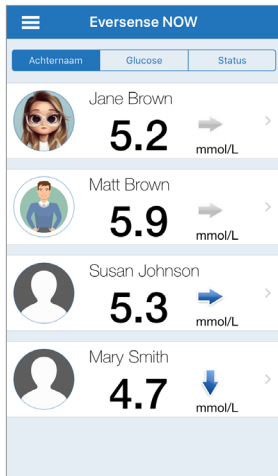 Eversense NOW
Achternaam Glucose Status
Jane Brown
5.2
mmol/L
Matt Brown
5.9
mmol/L
Susan Johnson
5.3
mmol/L
Mary Smith
4.7
mmol/L